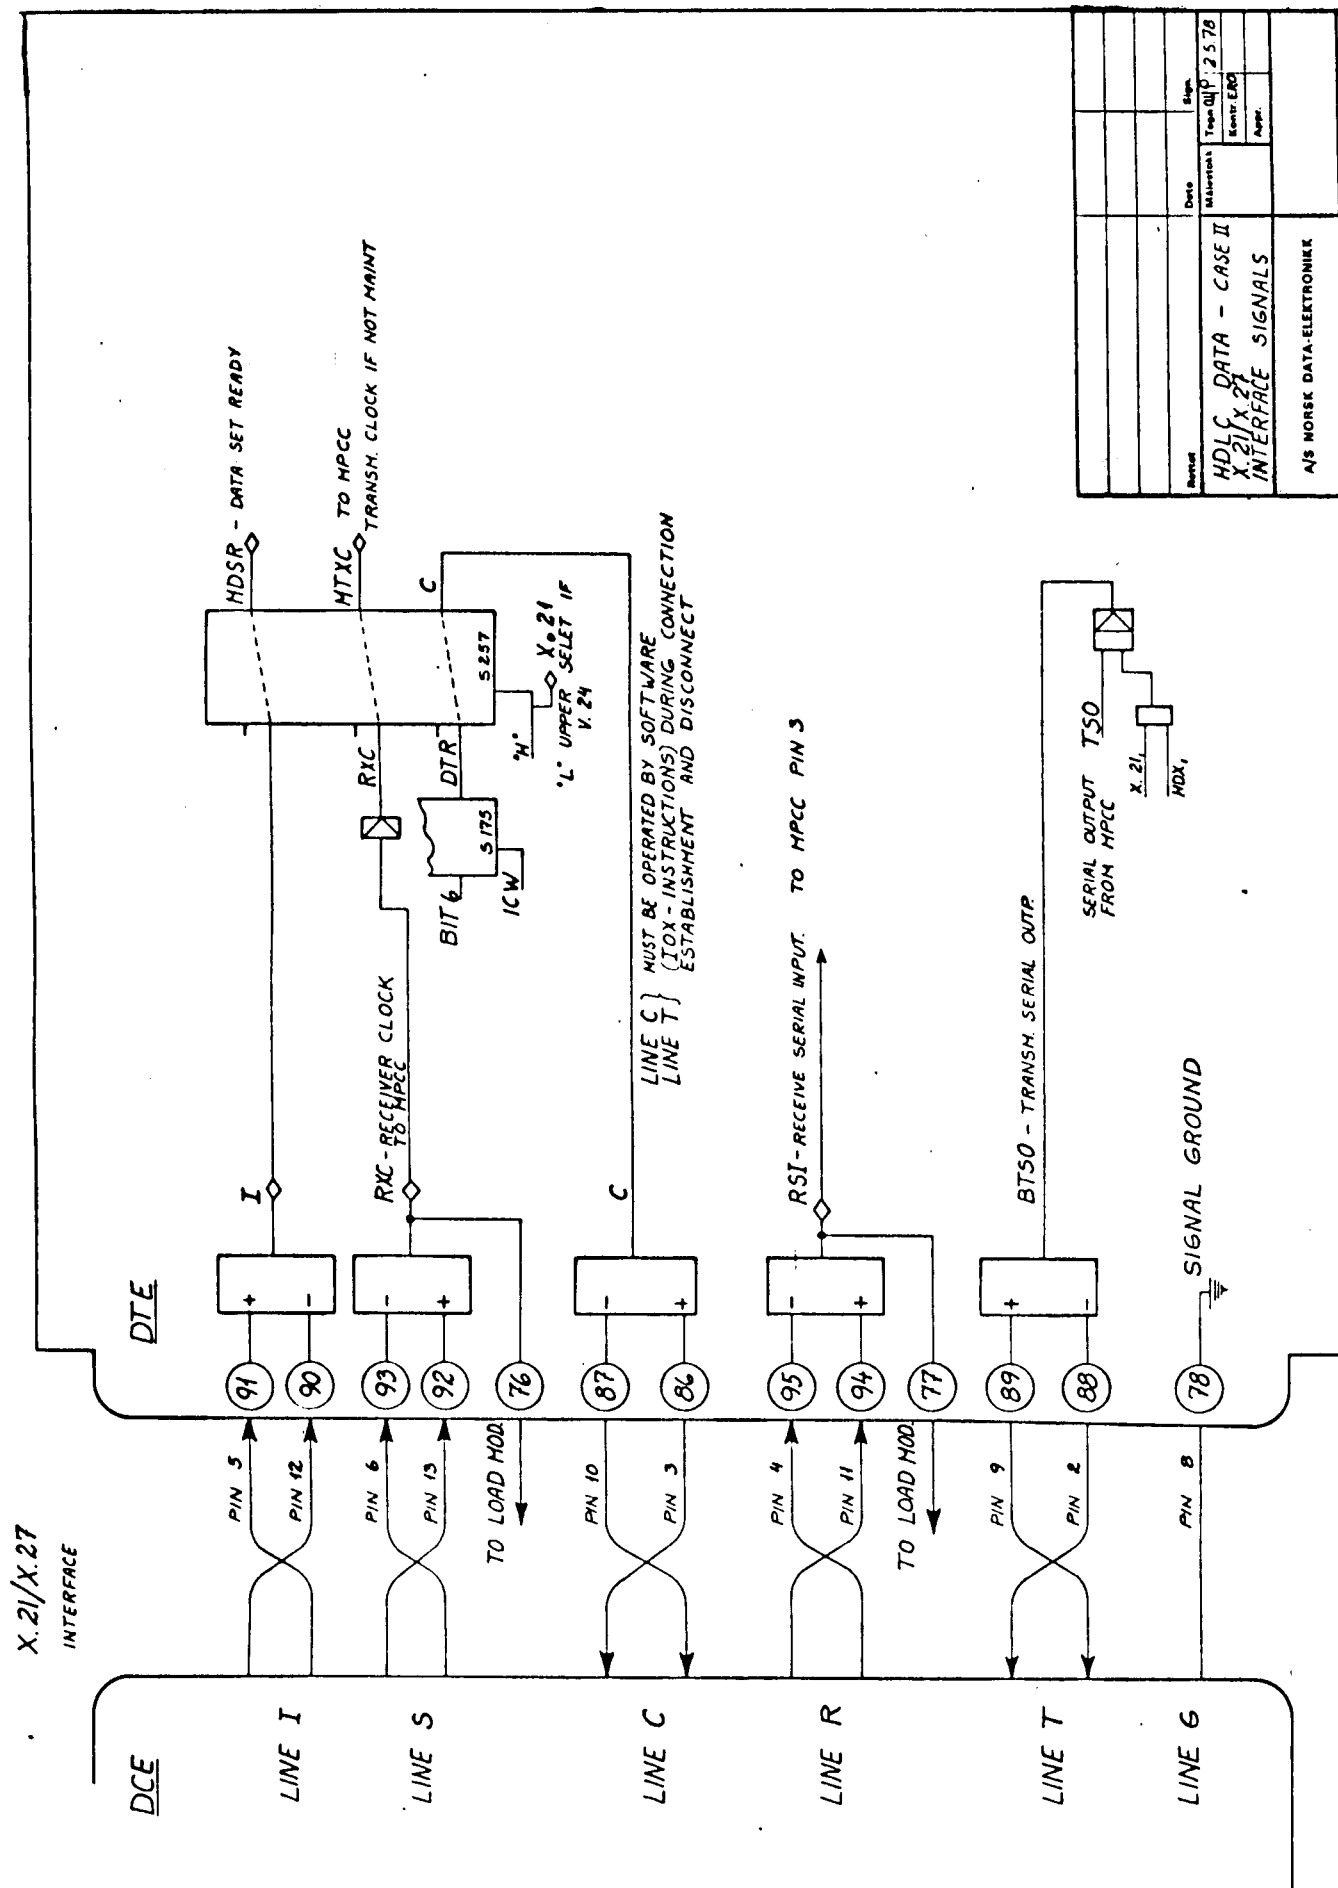 X.21/X.27
INTERFACE
DCE
DTE
LINE I
PIN 5
91
+
I
MDSR - DATA SET READY
PIN 12
90
-
LINE S
PIN 6
93
-
RXC - RECEIVER CLOCK
TO MPCC
RXC
MTXC TO MPCC
TRANSM. CLOCK IF NOT MAINT
PIN 13
92
+
TO LOAD MOD.
76
BIT 6
ICW
S 175
DTR
S 257
C
"H"
X.21
"L" UPPER SELET IF
V.24
LINE C
PIN 10
87
-
C
PIN 3
86
+
LINE C } MUST BE OPERATED BY SOFTWARE
LINE T } (IOX - INSTRUCTIONS) DURING CONNECTION
ESTABLISHMENT AND DISCONNECT
LINE R
PIN 4
95
-
RSI - RECEIVE SERIAL INPUT. TO MPCC PIN 3
PIN 11
94
+
TO LOAD MOD.
77
LINE T
PIN 9
89
+
BTSO - TRANSM. SERIAL OUTP.
PIN 2
88
-
SERIAL OUTPUT TSO
FROM MPCC
X.21,
HDX,
LINE G
PIN 8
78
SIGNAL GROUND
Rettet
Dato
Sign.
HDLC DATA - CASE II
X.21/X.27
INTERFACE SIGNALS
Målestokk
Tegn 2 5.78
Kontr. ERO
Appr.
A/S NORSK DATA-ELEKTRONIKK